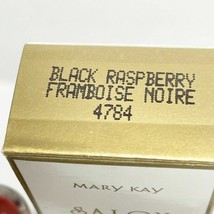 BLACK RASPBERRY
FRAMBOISE NOIRE
4784
MARY KAY